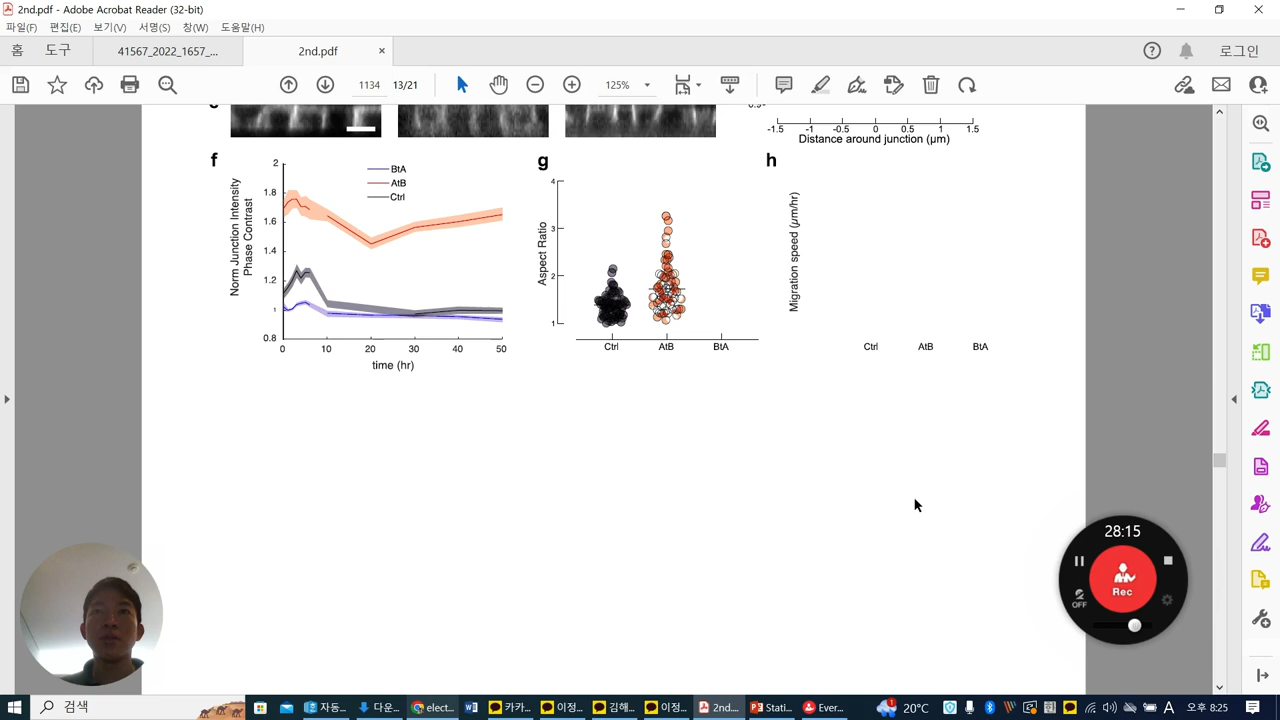 2nd.pdf - Adobe Acrobat Reader (32-bit)
파일(F) 편집(E) 보기(V) 서명(S) 창(W) 도움말(H)
홈 도구 41567_2022_1657_... 2nd.pdf × 로그인
1134 13/21 125%
-1.5 -1 -0.5 0 0.5 1 1.5
Distance around junction (μm)
f
Norm Junction Intensity
Phase Contrast
2
1.8
1.6
1.4
1.2
1
0.8
BtA
AtB
Ctrl
0 10 20 30 40 50
time (hr)
g
Aspect Ratio
4
3
2
1
Ctrl AtB BtA
h
Migration speed (μm/hr)
Ctrl AtB BtA
28:15
Rec
OFF
검색
자동... 다운... elect... 카카... 이정... 김해... 이정... 2nd... Stati... Ever...
20°C A 오후 8:25